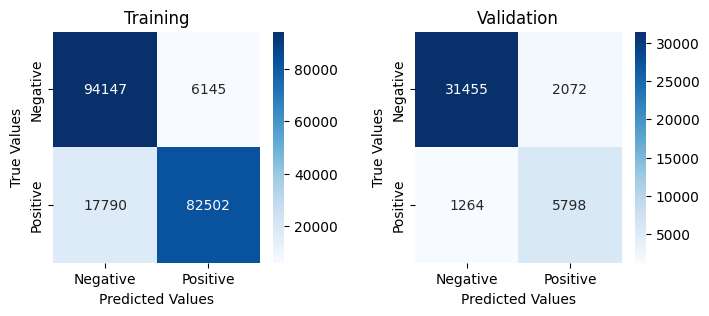 Training
Validation
True Values
Negative
Positive
94147
6145
17790
82502
80000
60000
40000
20000
Negative
Positive
Predicted Values
True Values
Negative
Positive
31455
2072
1264
5798
30000
25000
20000
15000
10000
5000
Negative
Positive
Predicted Values